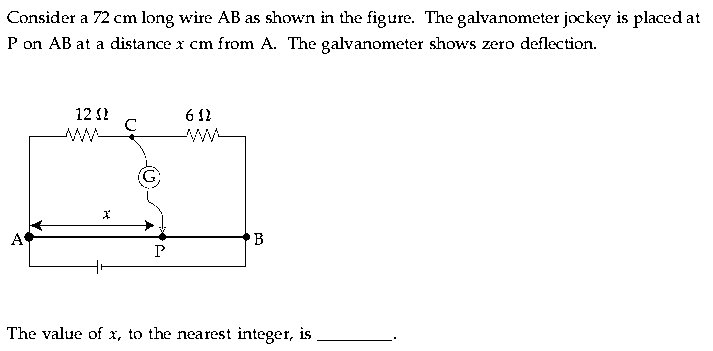 Consider a 72 cm long wire AB as shown in the figure. The galvanometer jockey is placed at
P on AB at a distance x cm from A. The galvanometer shows zero deflection.
12 Ω
C
6 Ω
G
x
A
P
B
The value of x, to the nearest integer, is ________.